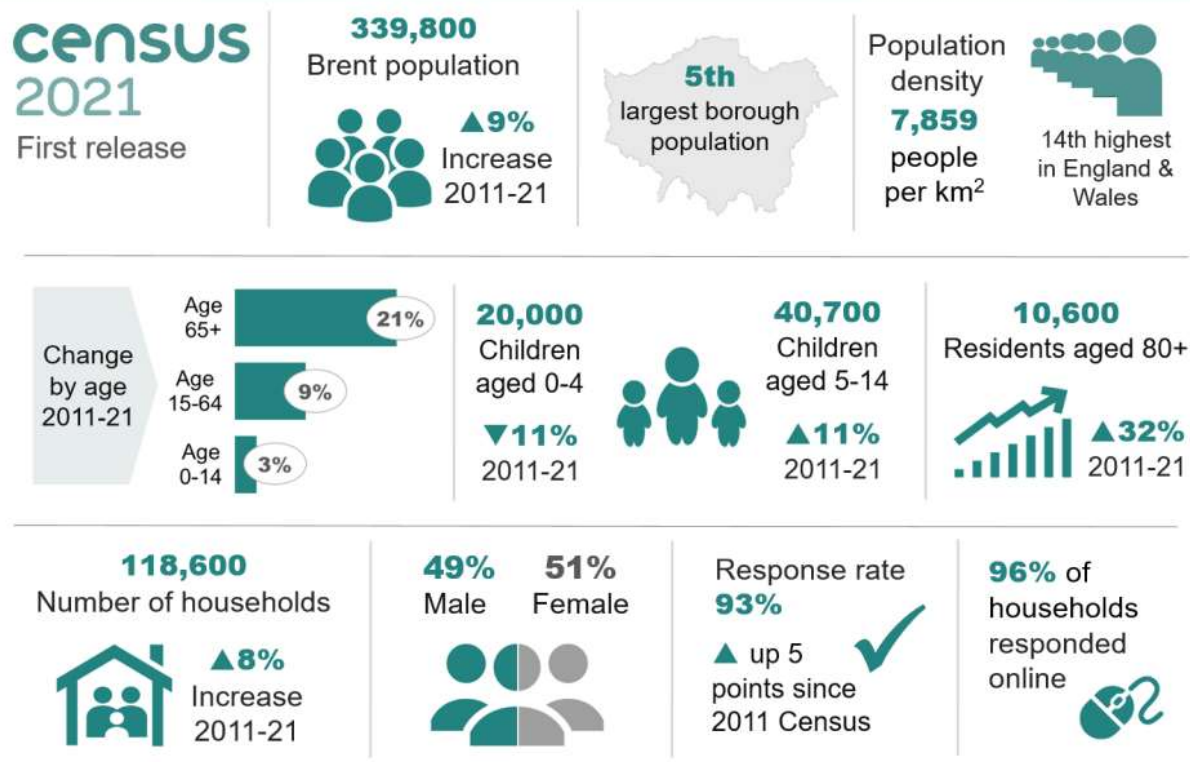 census
2021
First release
339,800
Brent population
▲9%
Increase
2011-21
5th
largest borough
population
Population
density
7,859
people
per km²
14th highest
in England &
Wales
Change
by age
2011-21
Age
65+
21%
Age
15-64
9%
Age
0-14
3%
20,000
Children
aged 0-4
▼11%
2011-21
40,700
Children
aged 5-14
▲11%
2011-21
10,600
Residents aged 80+
▲32%
2011-21
118,600
Number of households
▲8%
Increase
2011-21
49%
Male
51%
Female
Response rate
93%
▲ up 5
points since
2011 Census
96% of
households
responded
online